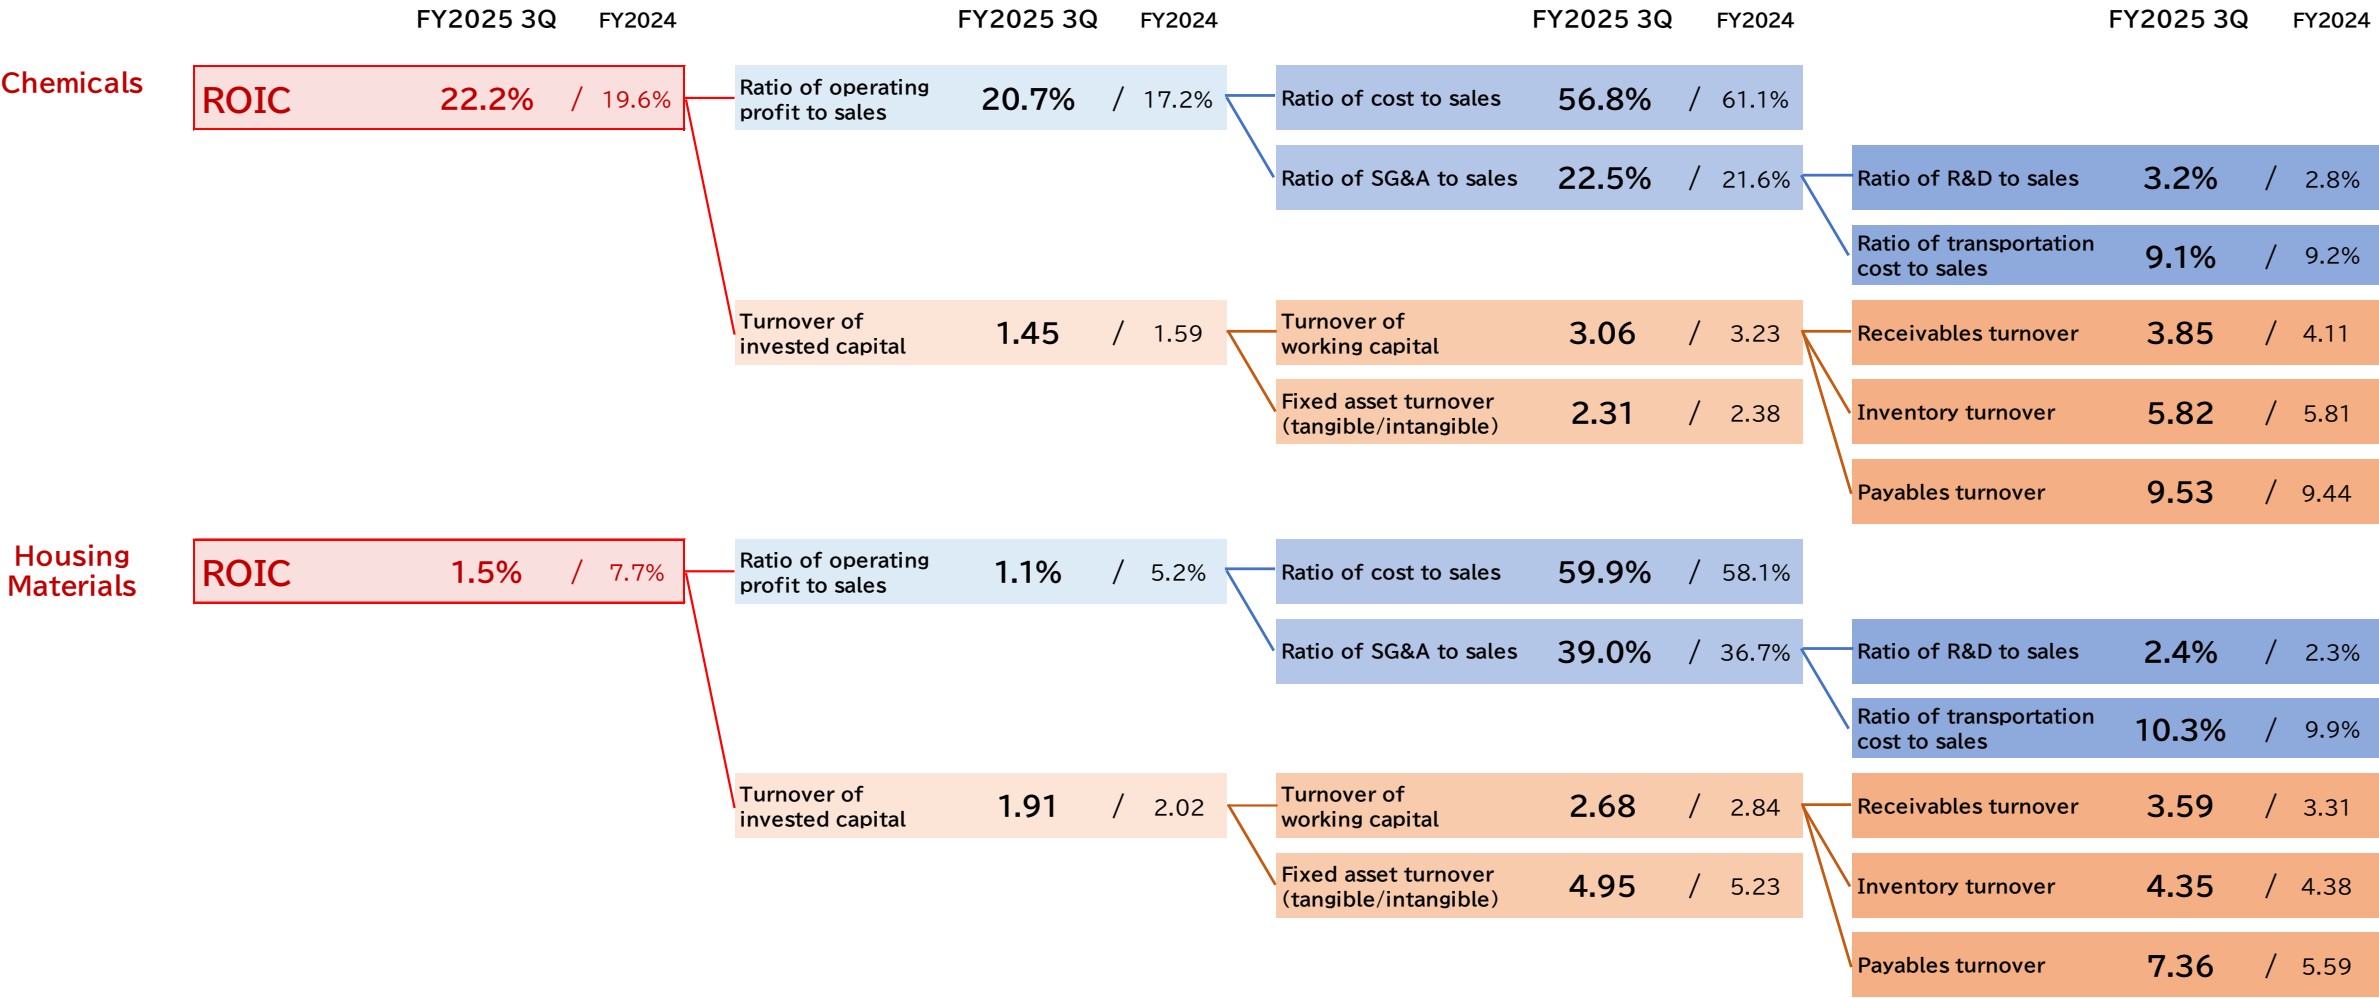 FY2025 3Q FY2024 FY2025 3Q FY2024 FY2025 3Q FY2024 FY2025 3Q FY2024
Chemicals
ROIC 22.2% / 19.6%
Ratio of operating
profit to sales
20.7% / 17.2%
Ratio of cost to sales 56.8% / 61.1%
Ratio of SG&A to sales 22.5% / 21.6%
Ratio of R&D to sales 3.2% / 2.8%
Ratio of transportation
cost to sales
9.1% / 9.2%
Turnover of
invested capital
1.45 / 1.59
Turnover of
working capital
3.06 / 3.23
Receivables turnover 3.85 / 4.11
Fixed asset turnover
(tangible/intangible)
2.31 / 2.38
Inventory turnover 5.82 / 5.81
Payables turnover 9.53 / 9.44
Housing
Materials
ROIC 1.5% / 7.7%
Ratio of operating
profit to sales
1.1% / 5.2%
Ratio of cost to sales 59.9% / 58.1%
Ratio of SG&A to sales 39.0% / 36.7%
Ratio of R&D to sales 2.4% / 2.3%
Ratio of transportation
cost to sales
10.3% / 9.9%
Turnover of
invested capital
1.91 / 2.02
Turnover of
working capital
2.68 / 2.84
Receivables turnover 3.59 / 3.31
Fixed asset turnover
(tangible/intangible)
4.95 / 5.23
Inventory turnover 4.35 / 4.38
Payables turnover 7.36 / 5.59